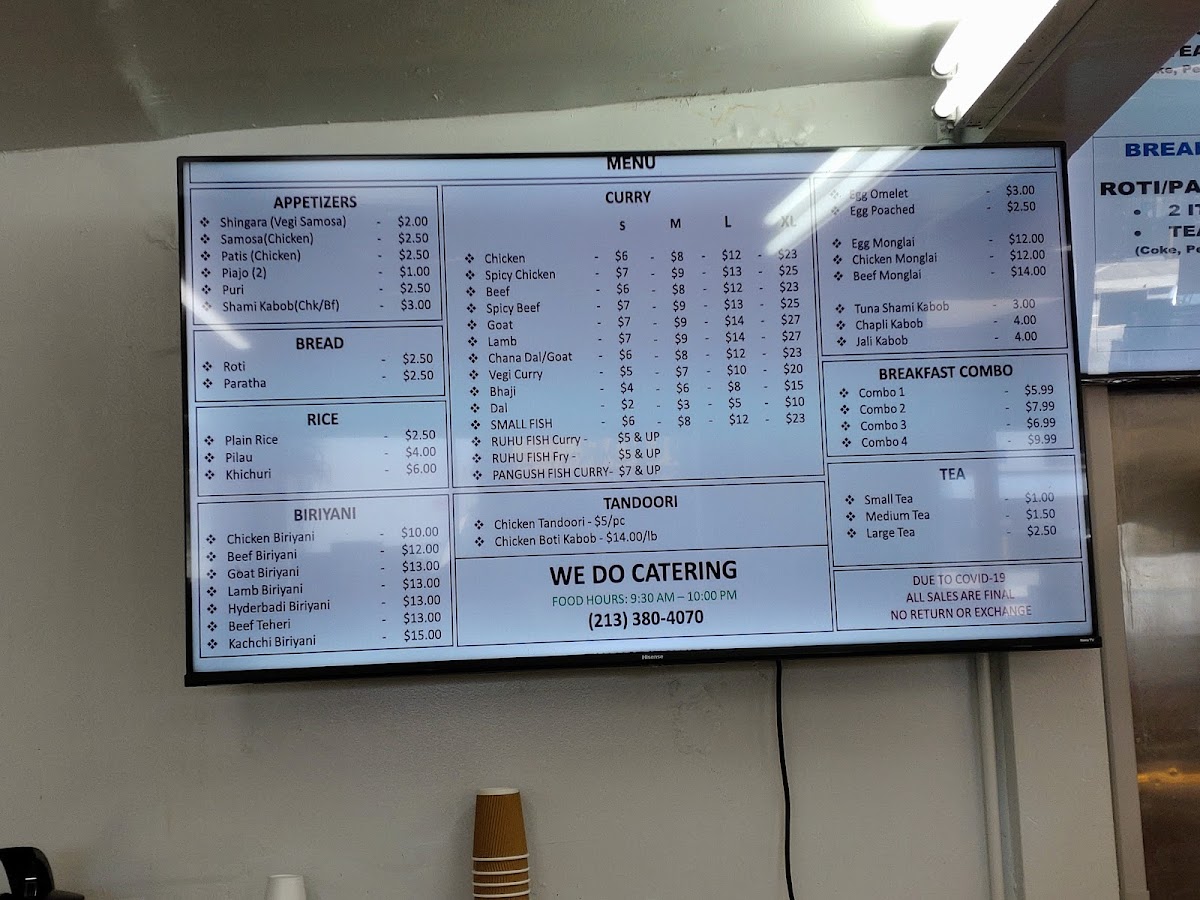 MENU
APPETIZERS
❖ Shingara (Vegi Samosa) - $2.00
❖ Samosa(Chicken) - $2.50
❖ Patis (Chicken) - $2.50
❖ Piajo (2) - $1.00
❖ Puri - $2.50
❖ Shami Kabob(Chk/Bf) - $3.00
BREAD
❖ Roti - $2.50
❖ Paratha - $2.50
RICE
❖ Plain Rice - $2.50
❖ Pilau - $4.00
❖ Khichuri - $6.00
BIRIYANI
❖ Chicken Biriyani - $10.00
❖ Beef Biriyani - $12.00
❖ Goat Biriyani - $13.00
❖ Lamb Biriyani - $13.00
❖ Hyderbadi Biriyani - $13.00
❖ Beef Teheri - $13.00
❖ Kachchi Biriyani - $15.00
CURRY
S M L XL
❖ Chicken - $6 - $8 - $12 - $23
❖ Spicy Chicken - $7 - $9 - $13 - $25
❖ Beef - $6 - $8 - $12 - $23
❖ Spicy Beef - $7 - $9 - $13 - $25
❖ Goat - $7 - $9 - $14 - $27
❖ Lamb - $7 - $9 - $14 - $27
❖ Chana Dal/Goat - $6 - $8 - $12 - $23
❖ Vegi Curry - $5 - $7 - $10 - $20
❖ Bhaji - $4 - $6 - $8 - $15
❖ Dal - $2 - $3 - $5 - $10
❖ SMALL FISH - $6 - $8 - $12 - $23
❖ RUHU FISH Curry - $5 & UP
❖ RUHU FISH Fry - $5 & UP
❖ PANGUSH FISH CURRY- $7 & UP
TANDOORI
❖ Chicken Tandoori - $5/pc
❖ Chicken Boti Kabob - $14.00/lb
WE DO CATERING
FOOD HOURS: 9:30 AM – 10:00 PM
(213) 380-4070
❖ Egg Omelet - $3.00
❖ Egg Poached - $2.50
❖ Egg Monglai - $12.00
❖ Chicken Monglai - $12.00
❖ Beef Monglai - $14.00
❖ Tuna Shami Kabob - 3.00
❖ Chapli Kabob - 4.00
❖ Jali Kabob - 4.00
BREAKFAST COMBO
❖ Combo 1 - $5.99
❖ Combo 2 - $7.99
❖ Combo 3 - $6.99
❖ Combo 4 - $9.99
TEA
❖ Small Tea - $1.00
❖ Medium Tea - $1.50
❖ Large Tea - $2.50
DUE TO COVID-19
ALL SALES ARE FINAL
NO RETURN OR EXCHANGE
Hisense
Roku TV
TEA
BREA
ROTI/PA
• 2 IT
• TEA
(Coke, Pe